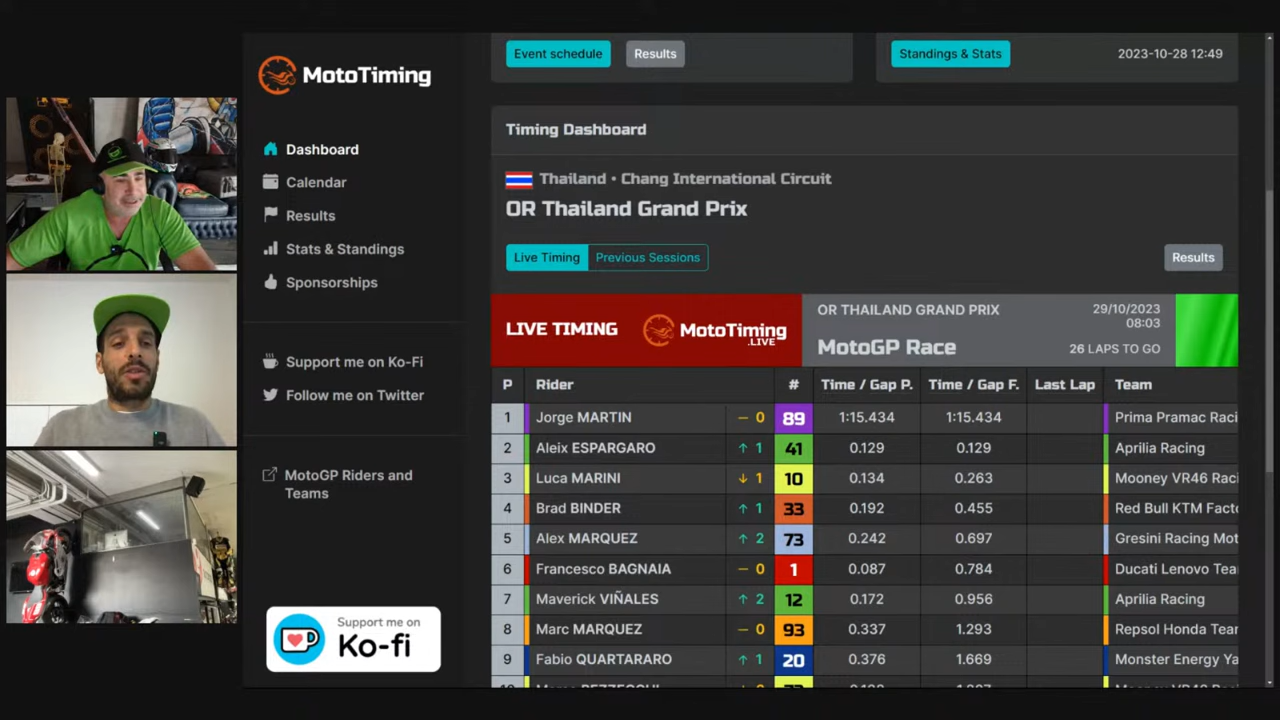 Event schedule
Results
Standings & Stats
2023-10-28 12:49
MotoTiming
Dashboard
Calendar
Results
Stats & Standings
Sponsorships
Support me on Ko-Fi
Follow me on Twitter
MotoGP Riders and
Teams
Support me on
Ko-fi
Timing Dashboard
Thailand • Chang International Circuit
OR Thailand Grand Prix
Live Timing
Previous Sessions
Results
LIVE TIMING
MotoTiming
.LIVE
OR THAILAND GRAND PRIX
29/10/2023
08:03
MotoGP Race
26 LAPS TO GO
P Rider # Time / Gap P. Time / Gap F. Last Lap Team
1 Jorge MARTIN – 0 89 1:15.434 1:15.434 Prima Pramac Raci
2 Aleix ESPARGARO ↑ 1 41 0.129 0.129 Aprilia Racing
3 Luca MARINI ↓ 1 10 0.134 0.263 Mooney VR46 Raci
4 Brad BINDER ↑ 1 33 0.192 0.455 Red Bull KTM Facto
5 Alex MARQUEZ ↑ 2 73 0.242 0.697 Gresini Racing Mot
6 Francesco BAGNAIA – 0 1 0.087 0.784 Ducati Lenovo Tea
7 Maverick VIÑALES ↑ 2 12 0.172 0.956 Aprilia Racing
8 Marc MARQUEZ – 0 93 0.337 1.293 Repsol Honda Team
9 Fabio QUARTARARO ↑ 1 20 0.376 1.669 Monster Energy Ya